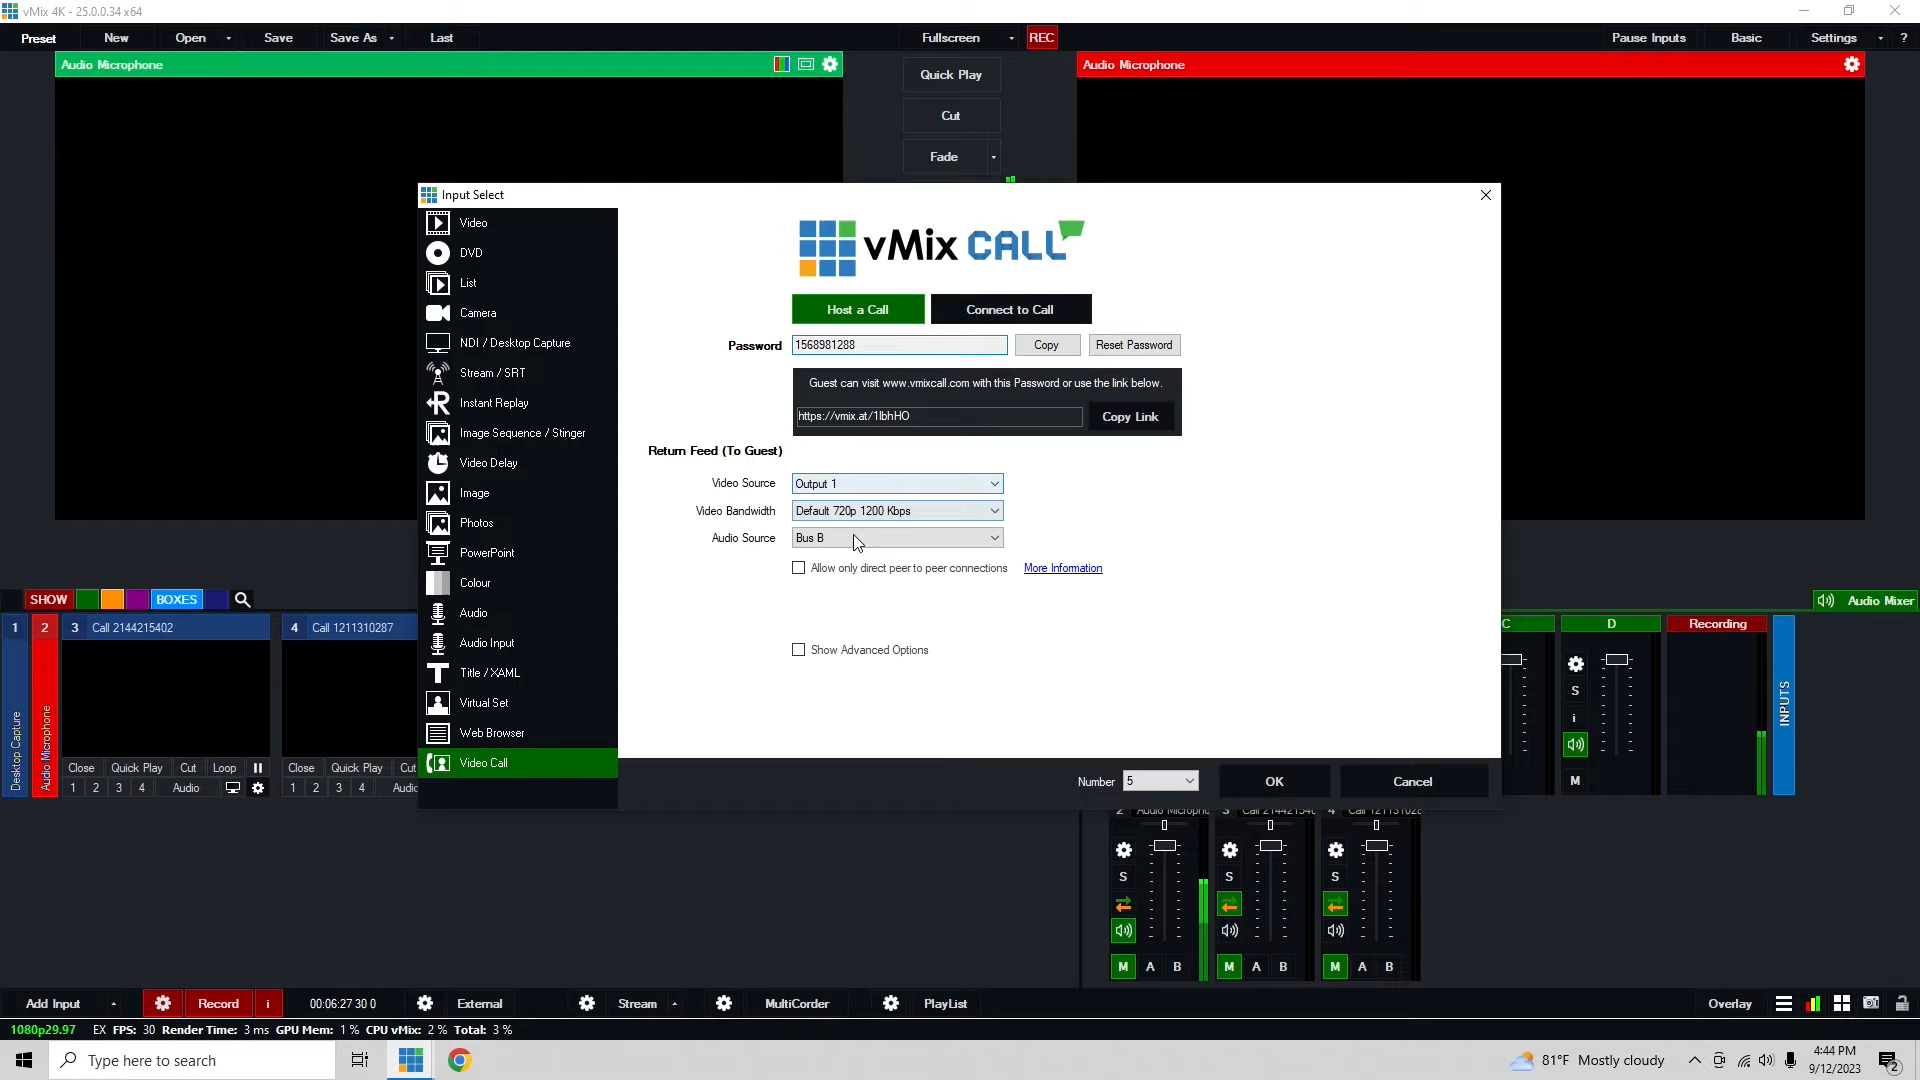 vMix 4K - 25.0.0.34 x64
Preset New Open Save Save As Last Fullscreen REC Pause Inputs Basic Settings ?
Audio Microphone
Quick Play
Cut
Fade
Audio Microphone
Input Select
Video
DVD
List
Camera
NDI / Desktop Capture
Stream / SRT
Instant Replay
Image Sequence / Stinger
Video Delay
Image
Photos
PowerPoint
Colour
Audio
Audio Input
Title / XAML
Virtual Set
Web Browser
Video Call
vMix CALL
Host a Call Connect to Call
Password 1568981288 Copy Reset Password
Guest can visit www.vmixcall.com with this Password or use the link below.
https://vmix.at/1lbhHO Copy Link
Return Feed (To Guest)
Video Source Output 1
Video Bandwidth Default 720p 1200 Kbps
Audio Source Bus B
Allow only direct peer to peer connections More Information
Show Advanced Options
Number 5 OK Cancel
SHOW BOXES
1 2 3 Call 2144215402 4 Call 1211310287
Desktop Capture
Audio Microphone
Close Quick Play Cut Loop Close Quick Play Cut
1 2 3 4 Audio 1 2 3 4
Audio Mixer
C D Recording
S
i
M
INPUTS
2 Audio Microphc
S S S
M A B M A B M A B
Add Input Record i 00:06:27 30 0 External Stream MultiCorder PlayList Overlay
1080p29.97 EX FPS: 30 Render Time: 3 ms GPU Mem: 1 % CPU vMix: 2 % Total: 3 %
Type here to search
81°F Mostly cloudy
4:44 PM
9/12/2023
2